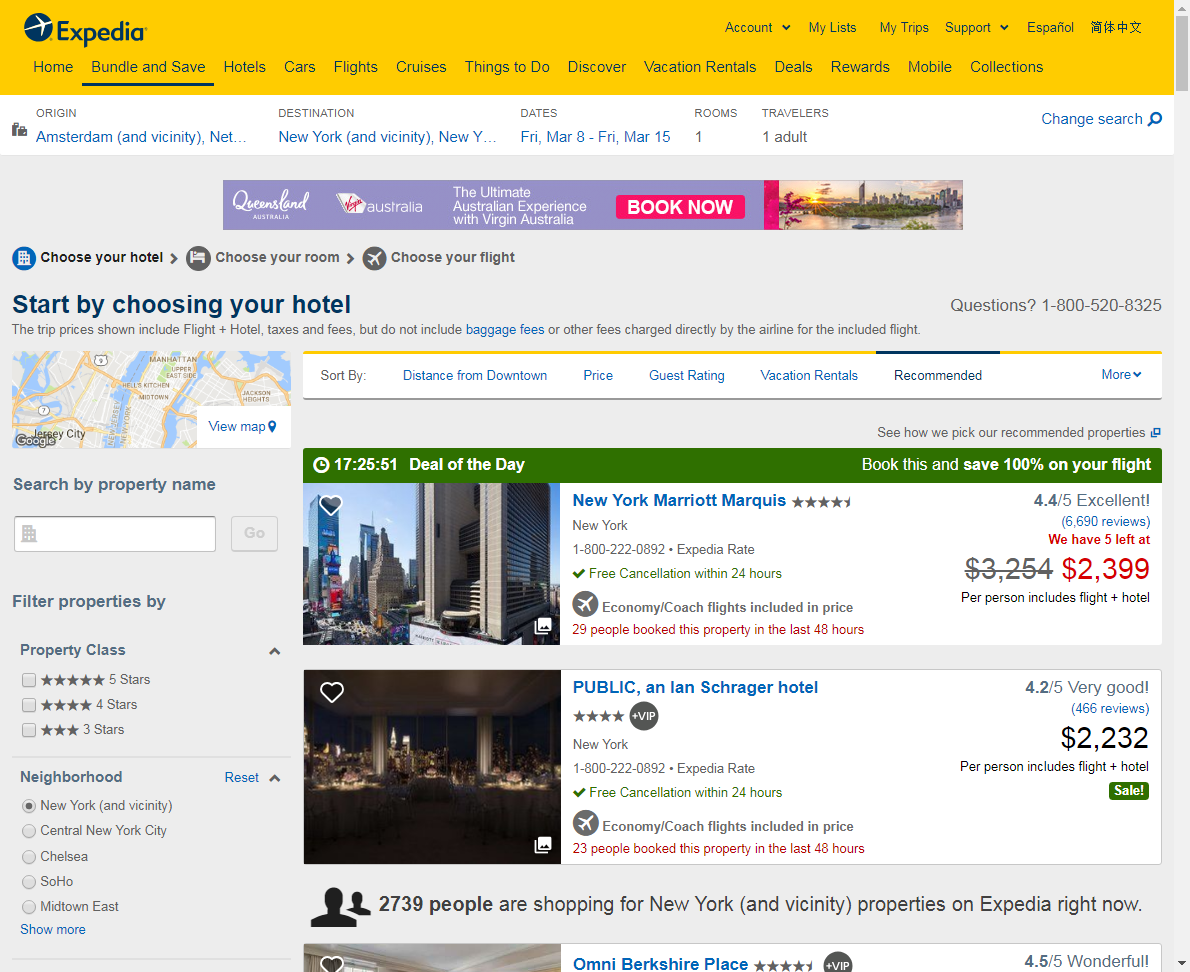 Expedia
Account
My Lists
My Trips
Support
Español
简体中文
Home
Bundle and Save
Hotels
Cars
Flights
Cruises
Things to Do
Discover
Vacation Rentals
Deals
Rewards
Mobile
Collections
ORIGIN
Amsterdam (and vicinity), Net...
DESTINATION
New York (and vicinity), New Y...
DATES
Fri, Mar 8 - Fri, Mar 15
ROOMS
1
TRAVELERS
1 adult
Change search
Queensland
AUSTRALIA
Virgin australia
The Ultimate
Australian Experience
with Virgin Australia
BOOK NOW
Choose your hotel
Choose your room
Choose your flight
Start by choosing your hotel
Questions? 1-800-520-8325
The trip prices shown include Flight + Hotel, taxes and fees, but do not include baggage fees or other fees charged directly by the airline for the included flight.
9
MANHATTAN
UPPER
EAST SIDE
HELL'S KITCHEN
MIDTOWN
JACKSON
HEIGHTS
7
NEW JERSEY
NEW YORK
Jersey City
Google
View map
Sort By:
Distance from Downtown
Price
Guest Rating
Vacation Rentals
Recommended
More
See how we pick our recommended properties
Search by property name
Go
Filter properties by
Property Class
5 Stars
4 Stars
3 Stars
Neighborhood
Reset
New York (and vicinity)
Central New York City
Chelsea
SoHo
Midtown East
Show more
17:25:51 Deal of the Day
Book this and save 100% on your flight
New York Marriott Marquis
New York
1-800-222-0892 • Expedia Rate
Free Cancellation within 24 hours
Economy/Coach flights included in price
29 people booked this property in the last 48 hours
4.4/5 Excellent!
(6,690 reviews)
We have 5 left at
$3,254 $2,399
Per person includes flight + hotel
PUBLIC, an Ian Schrager hotel
+VIP
New York
1-800-222-0892 • Expedia Rate
Free Cancellation within 24 hours
Economy/Coach flights included in price
23 people booked this property in the last 48 hours
4.2/5 Very good!
(466 reviews)
$2,232
Per person includes flight + hotel
Sale!
2739 people are shopping for New York (and vicinity) properties on Expedia right now.
Omni Berkshire Place
+VIP
4.5/5 Wonderful!